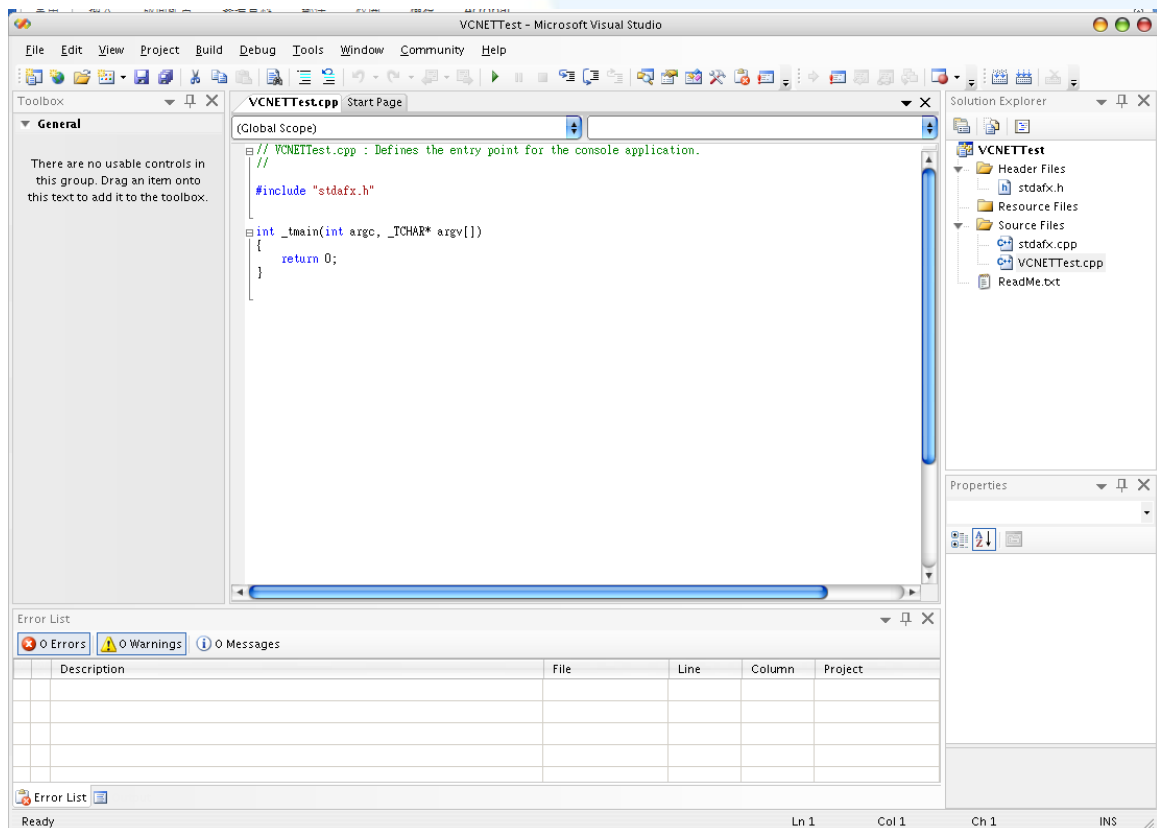 VCNETTest - Microsoft Visual Studio
File Edit View Project Build Debug Tools Window Community Help
Toolbox
General
There are no usable controls in
this group. Drag an item onto
this text to add it to the toolbox.
VCNETTest.cpp Start Page
(Global Scope)
// VCNETTest.cpp : Defines the entry point for the console application.
//
#include "stdafx.h"
int _tmain(int argc, _TCHAR* argv[])
{
return 0;
}
Solution Explorer
VCNETTest
Header Files
stdafx.h
Resource Files
Source Files
stdafx.cpp
VCNETTest.cpp
ReadMe.txt
Properties
Error List
0 Errors 0 Warnings 0 Messages
Description File Line Column Project
Error List
Ready Ln 1 Col 1 Ch 1 INS